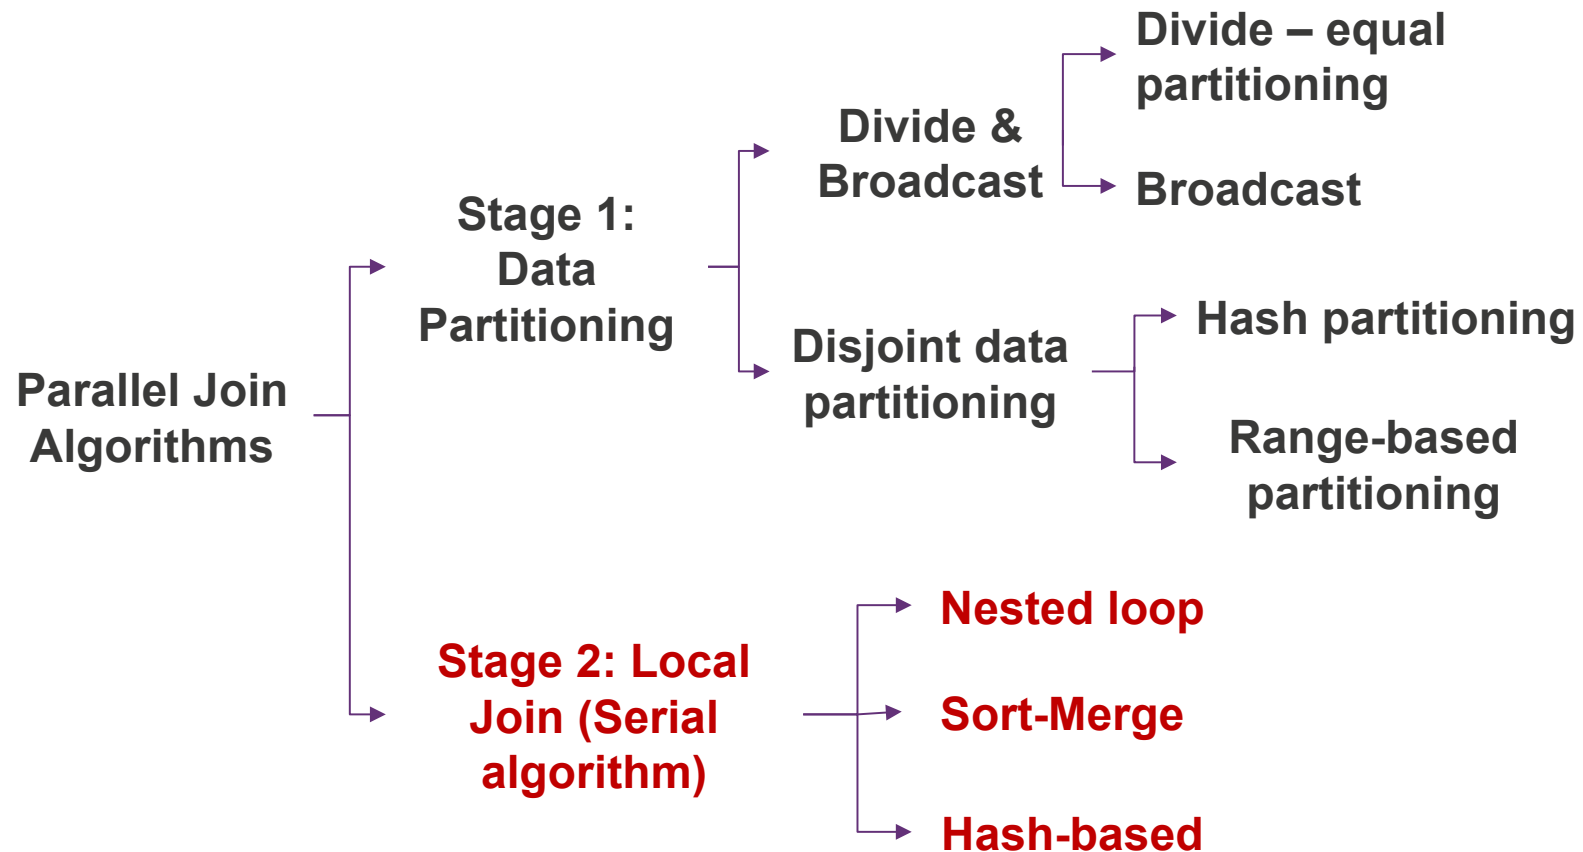 Parallel Join
Algorithms
Stage 1:
Data
Partitioning
Divide &
Broadcast
Divide – equal
partitioning
Broadcast
Disjoint data
partitioning
Hash partitioning
Range-based
partitioning
Stage 2: Local
Join (Serial
algorithm)
Nested loop
Sort-Merge
Hash-based